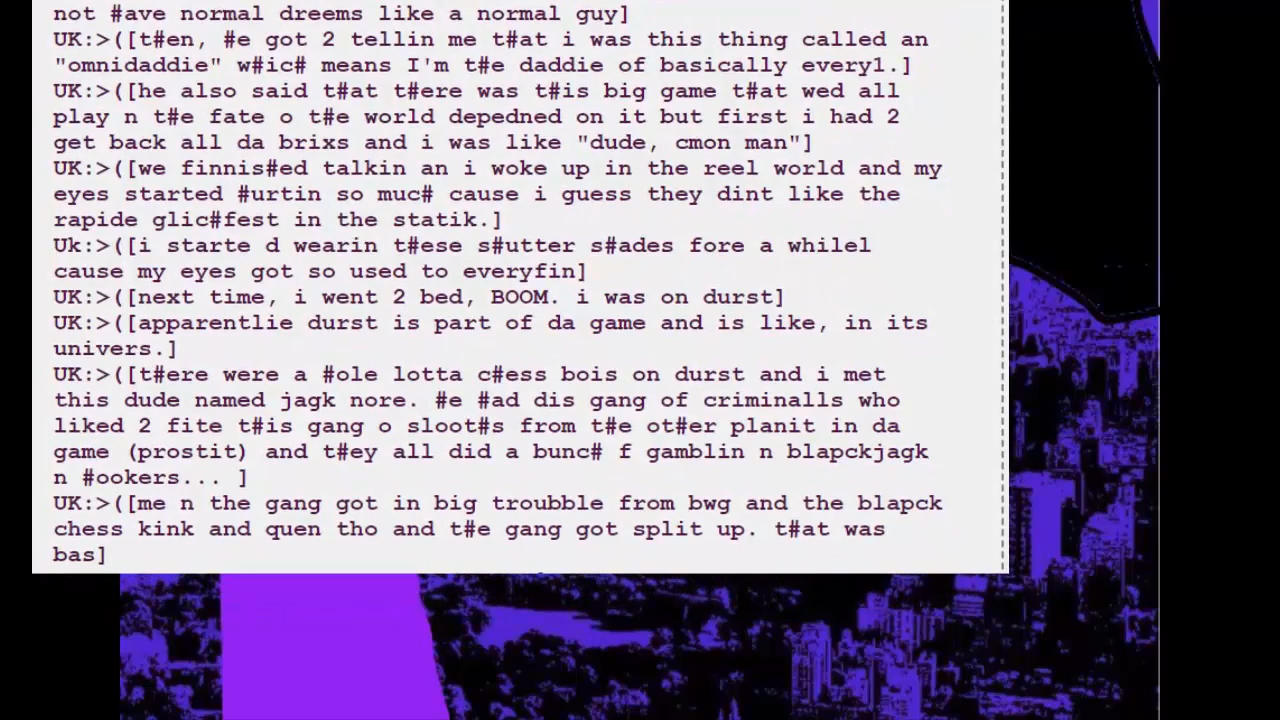 not #ave normal dreems like a normal guy]
UK:>([t#en, #e got 2 tellin me t#at i was this thing called an
"omnidaddie" w#ic# means I'm t#e daddie of basically every1.]
UK:>([he also said t#at t#ere was t#is big game t#at wed all
play n t#e fate o t#e world depedned on it but first i had 2
get back all da brixs and i was like "dude, cmon man"]
UK:>([we finnis#ed talkin an i woke up in the reel world and my
eyes started #urtin so muc# cause i guess they dint like the
rapide glic#fest in the statik.]
Uk:>([i starte d wearin t#ese s#utter s#ades fore a whilel
cause my eyes got so used to everyfin]
UK:>([next time, i went 2 bed, BOOM. i was on durst]
UK:>([apparentlie durst is part of da game and is like, in its
univers.]
UK:>([t#ere were a #ole lotta c#ess bois on durst and i met
this dude named jagk nore. #e #ad dis gang of criminalls who
liked 2 fite t#is gang o sloot#s from t#e ot#er planit in da
game (prostit) and t#ey all did a bunc# f gamblin n blapckjagk
n #ookers... ]
UK:>([me n the gang got in big troubble from bwg and the blapck
chess kink and quen tho and t#e gang got split up. t#at was
bas]